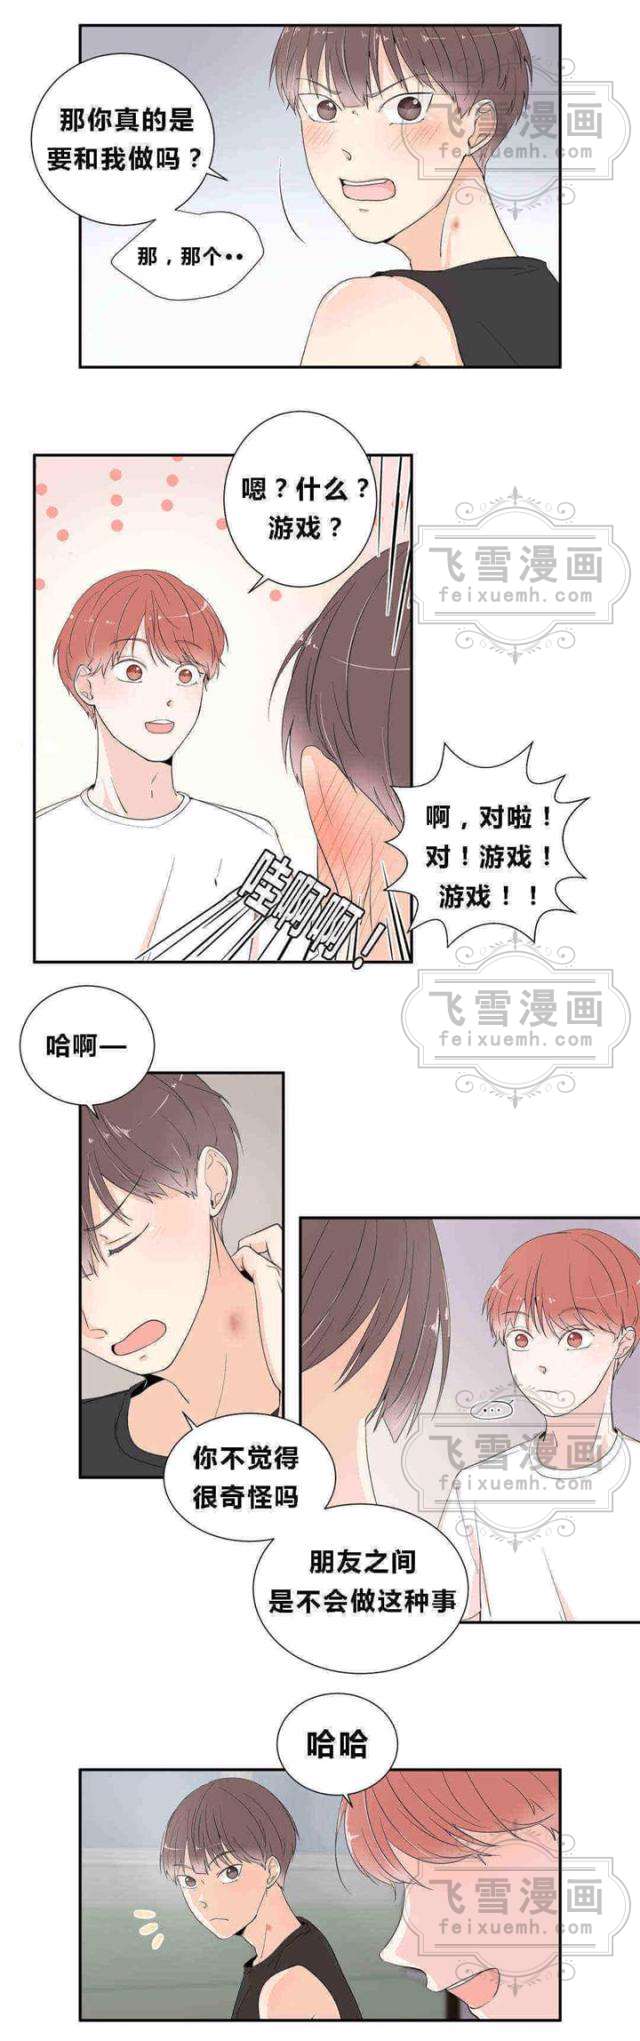 那你真的是
要和我做吗？
那，那个••
飞雪漫画
feixuemh.com
嗯？什么？
游戏？
飞雪漫画
feixuemh.com
啊，对啦！
对！游戏！
游戏！！
哇啊啊！
飞雪漫画
feixuemh.com
哈啊—
...
你不觉得
很奇怪吗
飞雪漫画
feixuemh.com
朋友之间
是不会做这种事
哈哈
飞雪漫画
feixuemh.com